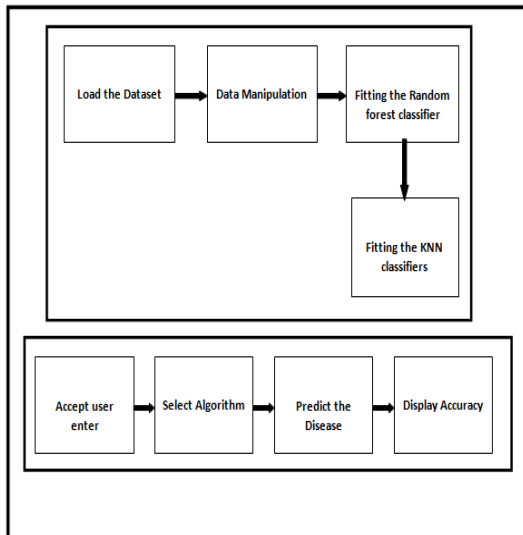 Load the Dataset
Data Manipulation
Fitting the Random
forest classifier
Fitting the KNN
classifiers
Accept user
enter
Select Algorithm
Predict the
Disease
Display Accuracy